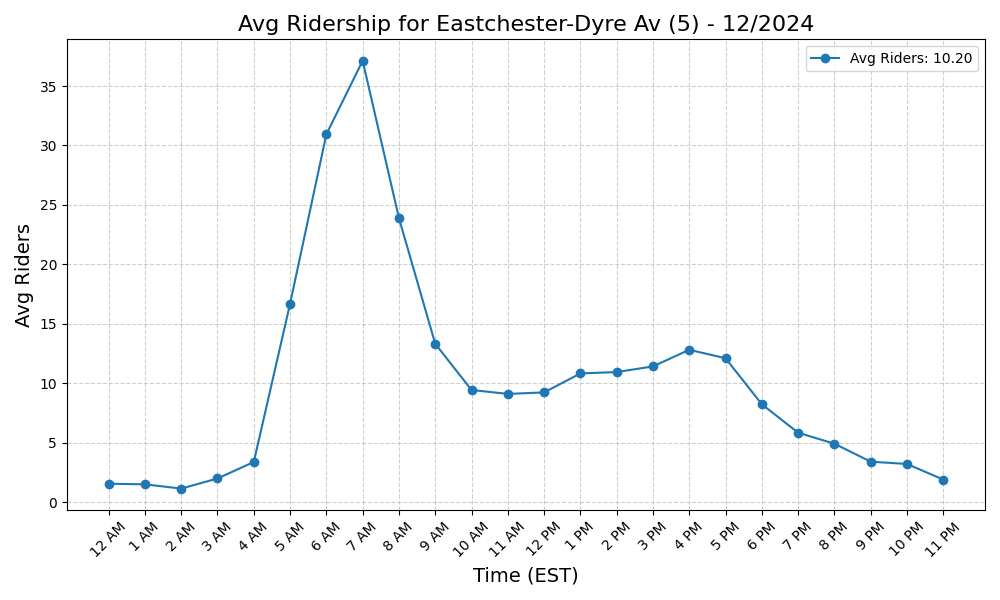 Avg Ridership for Eastchester-Dyre Av (5) - 12/2024
Avg Riders: 10.20
Avg Riders
35
30
25
20
15
10
5
0
12 AM
1 AM
2 AM
3 AM
4 AM
5 AM
6 AM
7 AM
8 AM
9 AM
10 AM
11 AM
12 PM
1 PM
2 PM
3 PM
4 PM
5 PM
6 PM
7 PM
8 PM
9 PM
10 PM
11 PM
Time (EST)